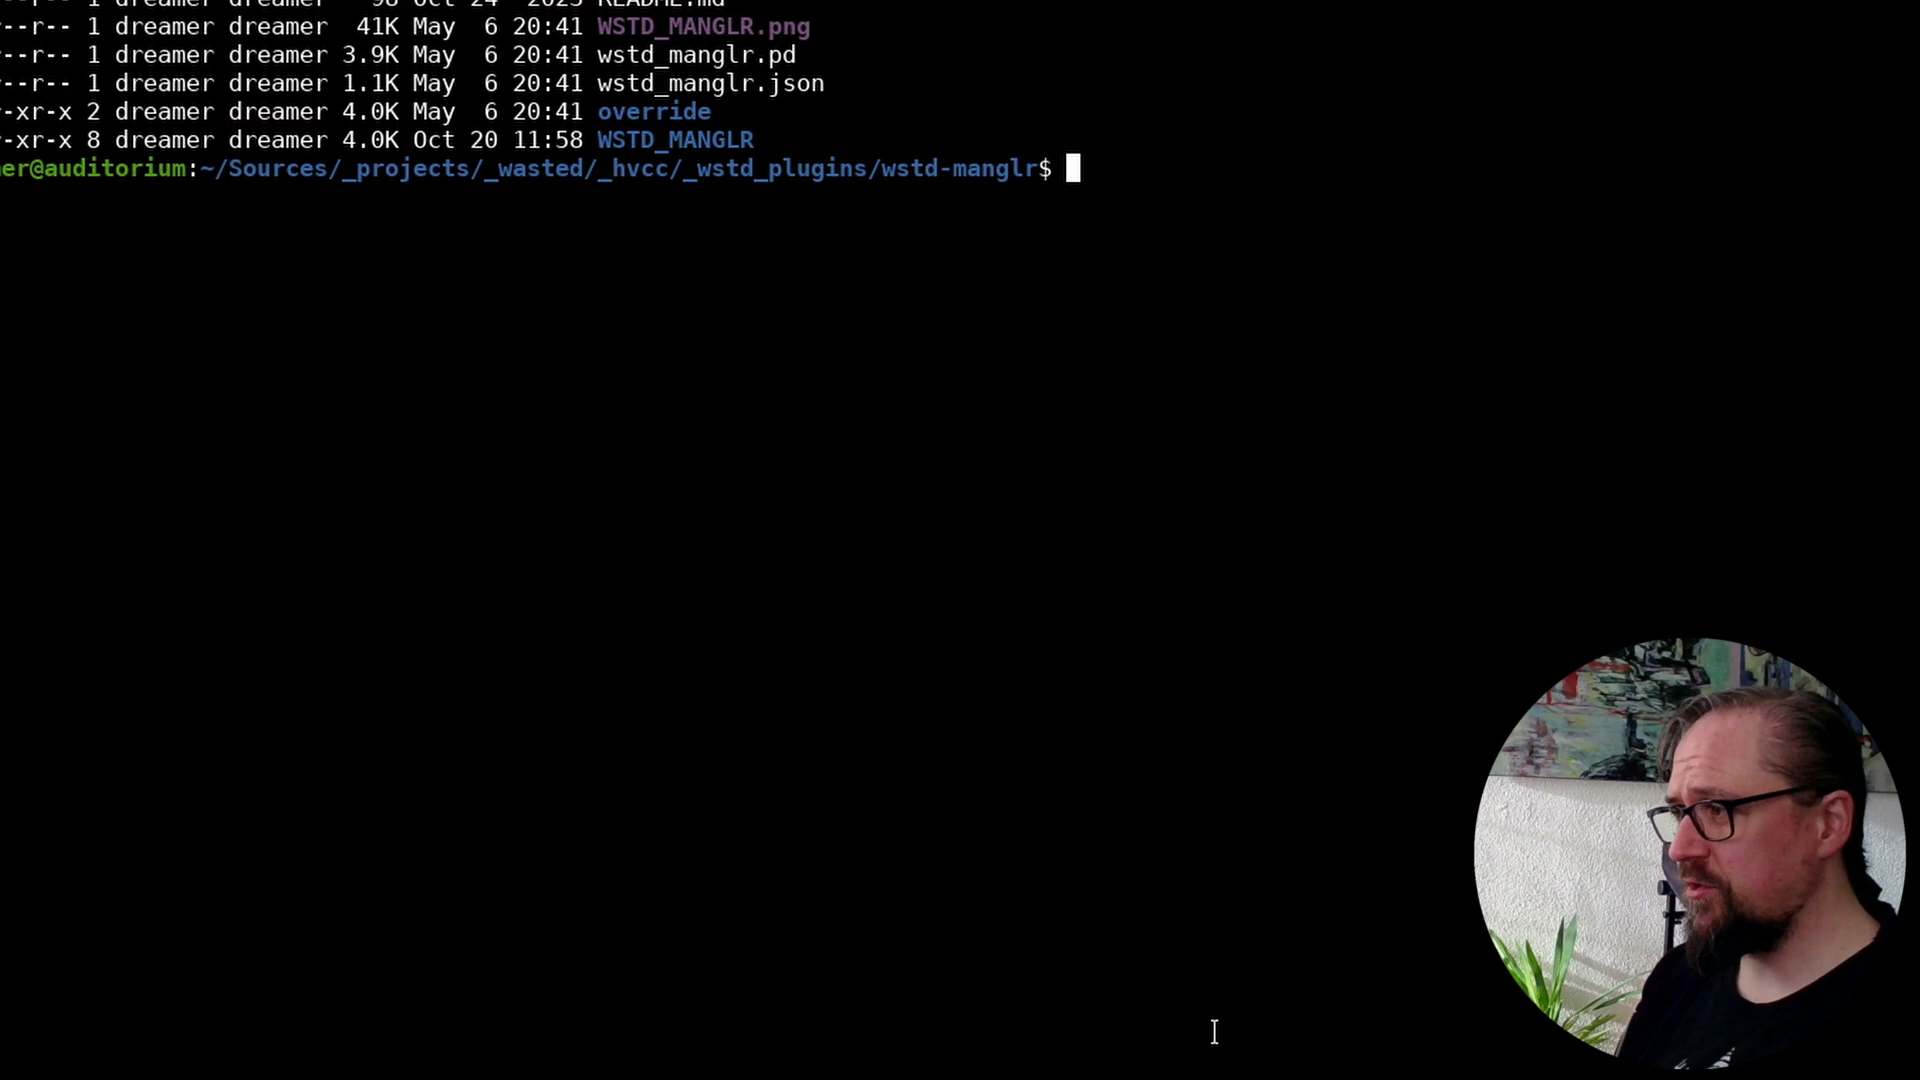 --r-- 1 dreamer dreamer 98 Oct 24 2023 README.md
--r-- 1 dreamer dreamer 41K May 6 20:41 WSTD_MANGLR.png
--r-- 1 dreamer dreamer 3.9K May 6 20:41 wstd_manglr.pd
--r-- 1 dreamer dreamer 1.1K May 6 20:41 wstd_manglr.json
-xr-x 2 dreamer dreamer 4.0K May 6 20:41 override
-xr-x 8 dreamer dreamer 4.0K Oct 20 11:58 WSTD_MANGLR
er@auditorium:~/Sources/_projects/_wasted/_hvcc/_wstd_plugins/wstd-manglr$